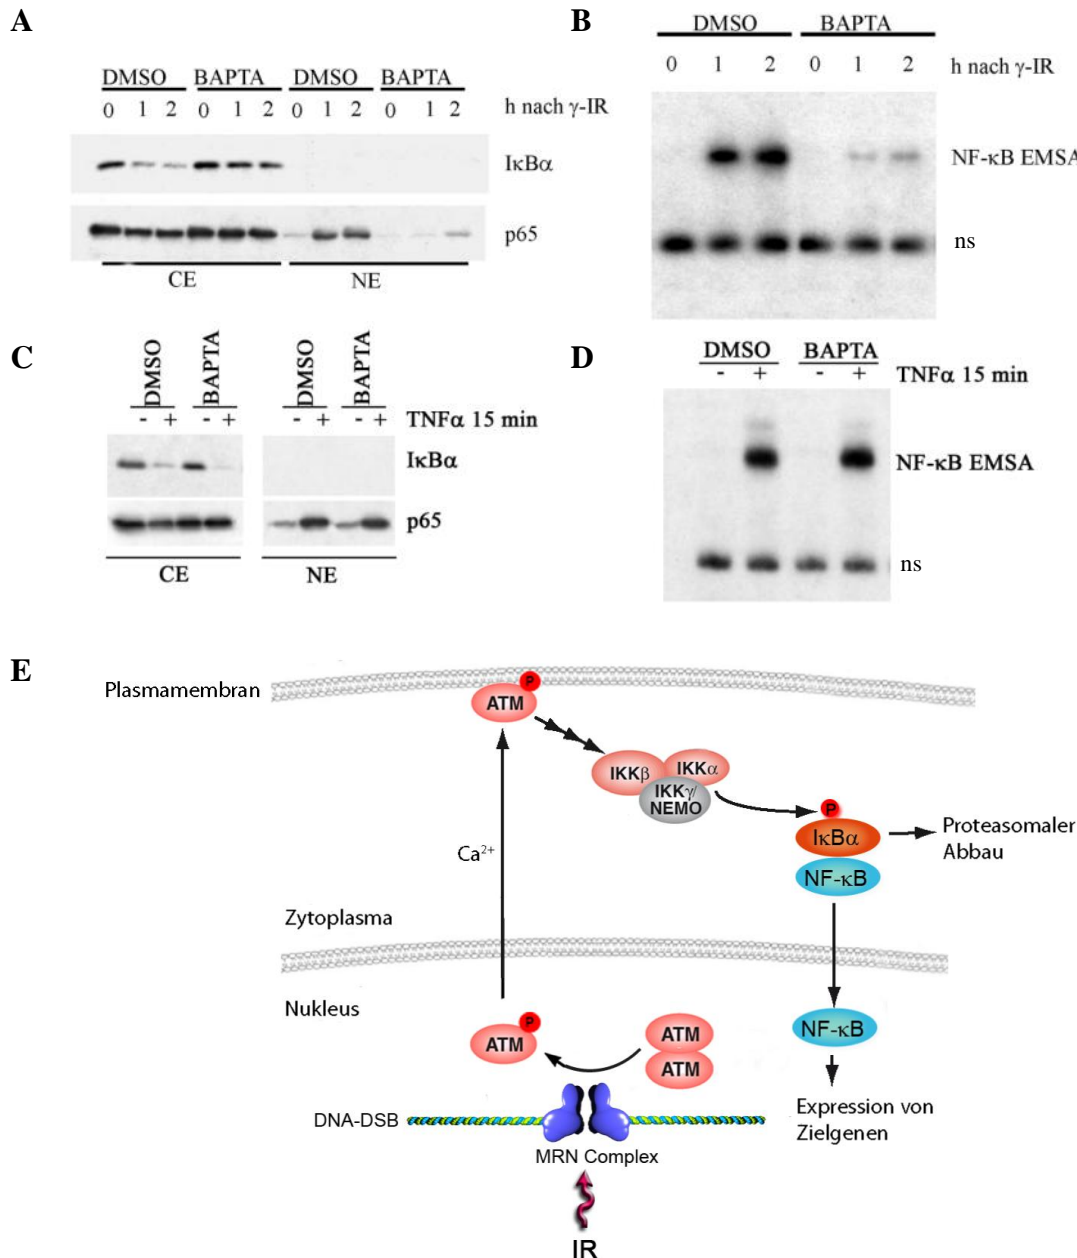 A
DMSO BAPTA DMSO BAPTA
0 1 2 0 1 2 0 1 2 0 1 2 h nach γ-IR
IκBα
p65
CE NE
B
DMSO BAPTA
0 1 2 0 1 2 h nach γ-IR
NF-κB EMSA
ns
C
DMSO BAPTA DMSO BAPTA
- + - + - + - + TNFα 15 min
IκBα
p65
CE NE
D
DMSO BAPTA
- + - + TNFα 15 min
NF-κB EMSA
ns
E
Plasmamembran
P
ATM
IKKβ
IKKα
IKKγ/
NEMO
P
IκBα
NF-κB
Proteasomaler
Abbau
Ca²⁺
Zytoplasma
Nukleus
P
ATM
ATM
ATM
NF-κB
DNA-DSB
MRN Complex
Expression von
Zielgenen
IR